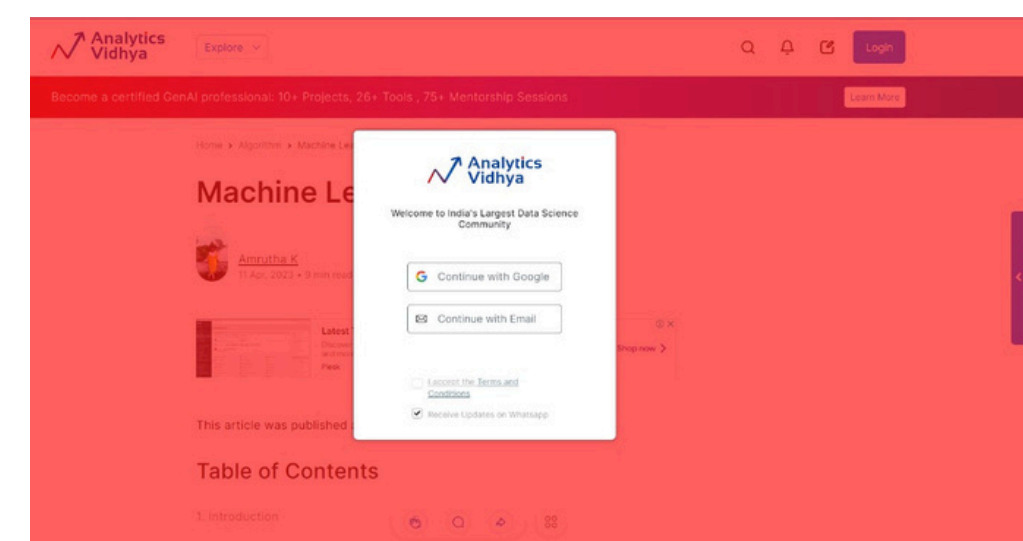 Analytics
Vidhya
Explore
Login
Become a certified GenAI professional: 10+ Projects, 26+ Tools , 75+ Mentorship Sessions
Learn More
Home > Algorithm > Machine Lea
Machine Le
Amrutha K
11 Apr, 2023 • 9 min read
Latest
Discover
Shop now
This article was published
Table of Contents
1. Introduction
Analytics
Vidhya
Welcome to India's Largest Data Science
Community
Continue with Google
Continue with Email
I accept the Terms and
Conditions
Receive Updates on Whatsapp